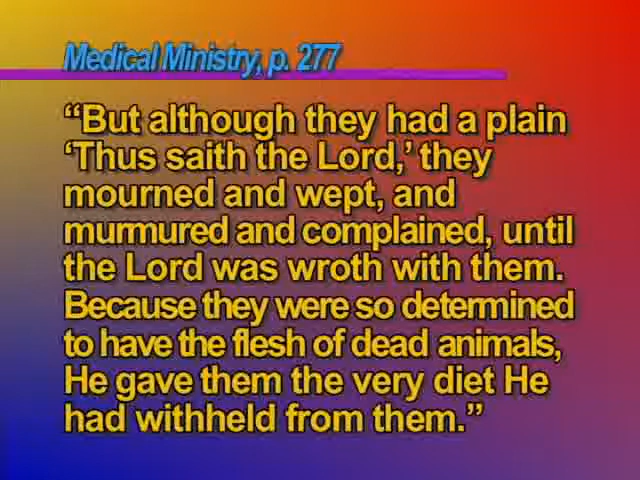 Medical Ministry, p. 277
“But although they had a plain
‘Thus saith the Lord,’ they
mourned and wept, and
murmured and complained, until
the Lord was wroth with them.
Because they were so determined
to have the flesh of dead animals,
He gave them the very diet He
had withheld from them.”